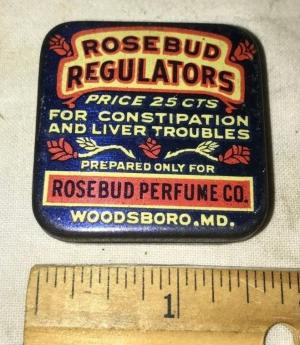 ROSEBUD
REGULATORS
PRICE 25 CTS
FOR CONSTIPATION
AND LIVER TROUBLES
PREPARED ONLY FOR
ROSEBUD PERFUME CO.
WOODSBORO, MD.
1